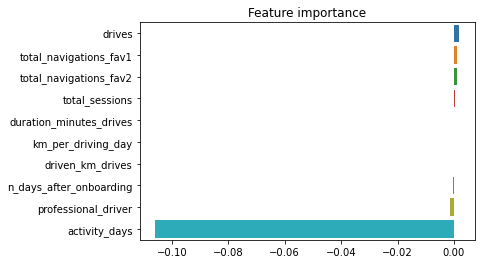 Feature importance
drives
total_navigations_fav1
total_navigations_fav2
total_sessions
duration_minutes_drives
km_per_driving_day
driven_km_drives
n_days_after_onboarding
professional_driver
activity_days
−0.10 −0.08 −0.06 −0.04 −0.02 0.00